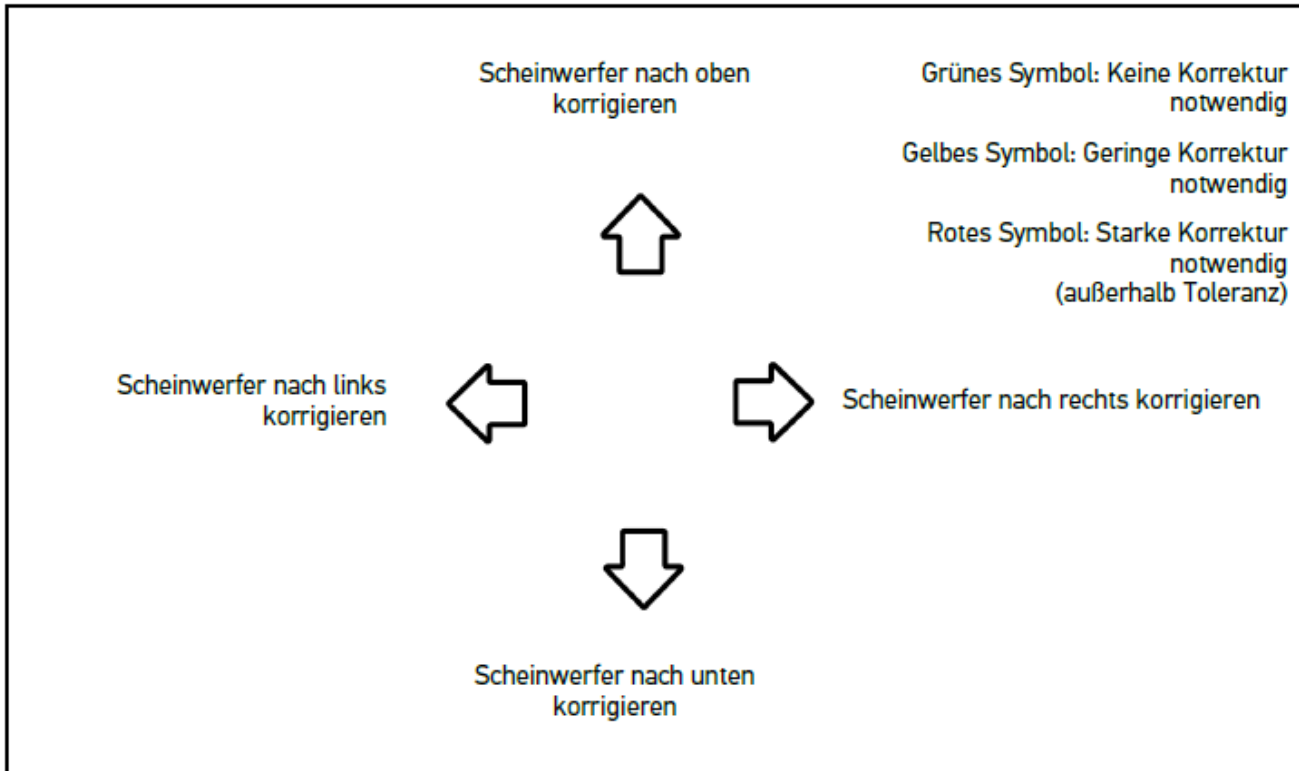 Scheinwerfer nach oben
korrigieren
Grünes Symbol: Keine Korrektur
notwendig
Gelbes Symbol: Geringe Korrektur
notwendig
Rotes Symbol: Starke Korrektur
notwendig
(außerhalb Toleranz)
Scheinwerfer nach links
korrigieren
Scheinwerfer nach rechts korrigieren
Scheinwerfer nach unten
korrigieren